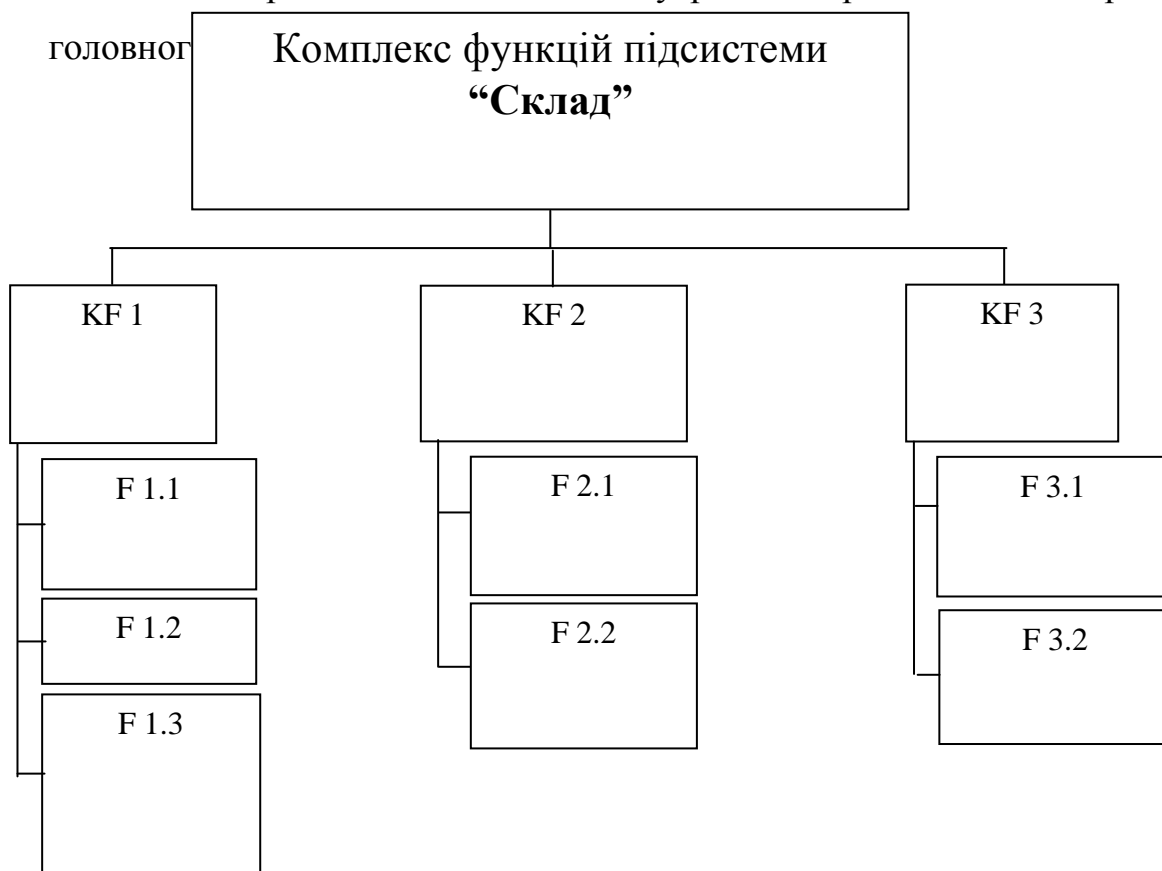 головног
Комплекс функцій підсистеми
“Склад”
KF 1
KF 2
KF 3
F 1.1
F 2.1
F 3.1
F 1.2
F 2.2
F 3.2
F 1.3